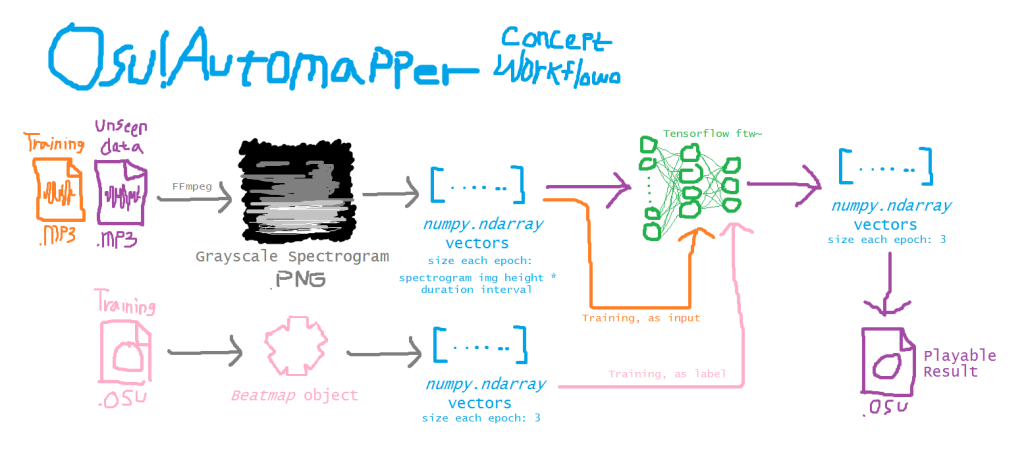 Osu!Automapper
Concept
Workflowo
Training
Unseen
data
.MP3
.MP3
FFmpeg
Grayscale Spectrogram
.PNG
[.....]
numpy.ndarray
vectors
size each epoch:
spectrogram img height *
duration interval
Tensorflow ftw~
[.....]
numpy.ndarray
vectors
size each epoch: 3
Training, as input
Training
.OSU
Beatmap object
[.....]
numpy.ndarray
vectors
size each epoch: 3
Training, as label
Playable
Result
.OSU